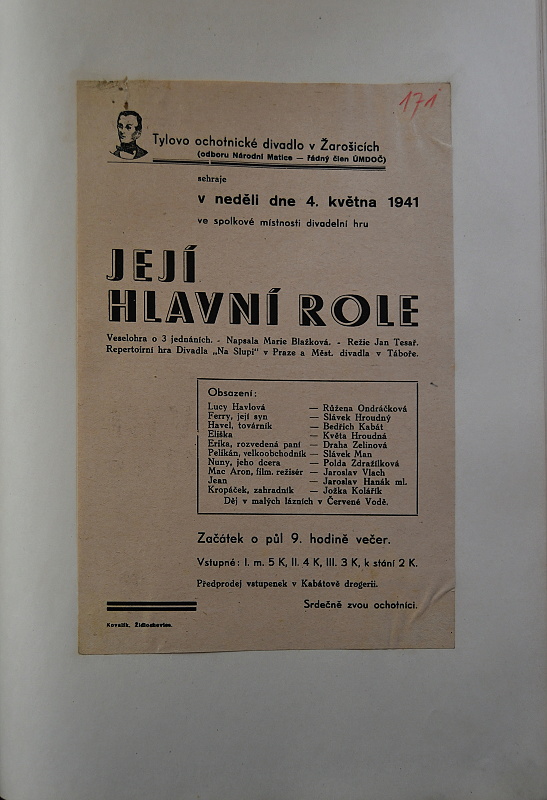 171
Tylovo ochotnické divadlo v Žarošicích
(odboru Národní Matice — řádný člen ÚMDOČ)
sehraje
v neděli dne 4. května 1941
ve spolkové místnosti divadelní hru
JEJÍ
HLAVNÍ ROLE
Veselohra o 3 jednáních. - Napsala Marie Blažková. - Režie Jan Tesař.
Repertoirní hra Divadla „Na Slupi" v Praze a Měst. divadla v Táboře.
Obsazení:
Lucy Havlová — Růžena Ondráčková
Ferry, její syn — Slávek Hroudný
Havel, továrník — Bedřich Kabát
Eliška — Květa Hroudná
Erika, rozvedená paní — Draha Zelinová
Pelikán, velkoobchodník — Slávek Man
Nuny, jeho dcera — Polda Zdražílková
Mac Aron, film. režisér — Jaroslav Vlach
Jean — Jaroslav Hanák ml.
Kropáček, zahradník — Jožka Kolářík
Děj v malých lázních v Červené Vodě.
Začátek o půl 9. hodině večer.
Vstupné: I. m. 5 K, II. 4 K, III. 3 K, k stání 2 K.
Předprodej vstupenek v Kabátově drogerii.
Srdečně zvou ochotníci.
Kovařík, Židlochovice.